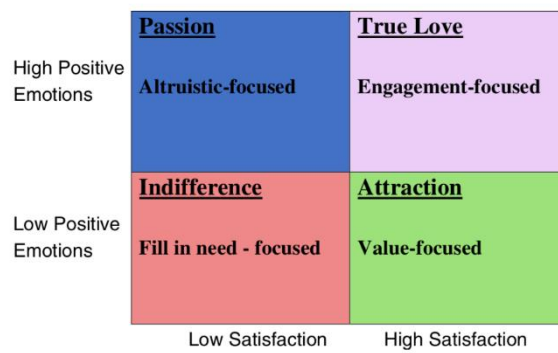 Passion
True Love
High Positive
Emotions
Altruistic-focused
Engagement-focused
Indifference
Attraction
Low Positive
Emotions
Fill in need - focused
Value-focused
Low Satisfaction
High Satisfaction